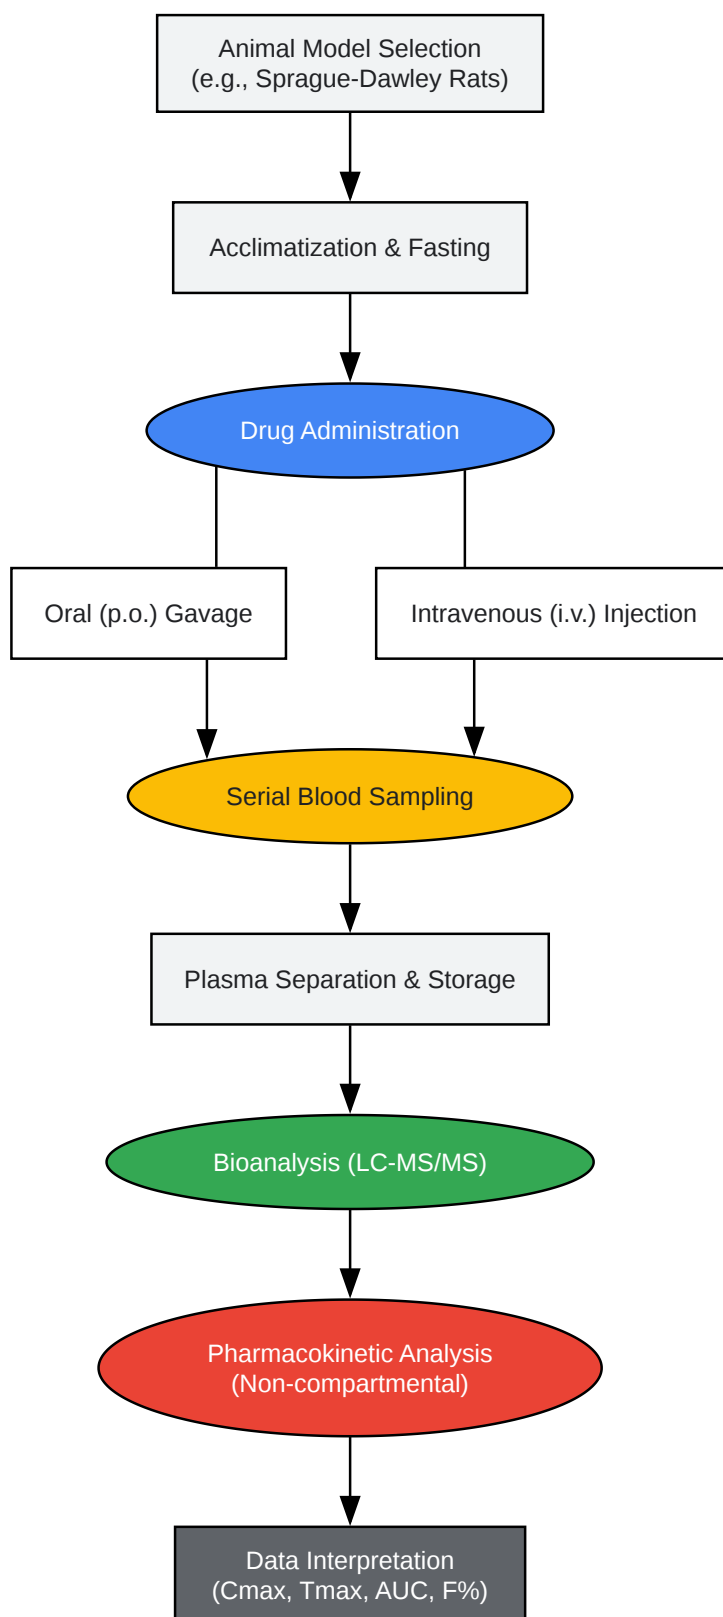 Animal Model Selection
(e.g., Sprague-Dawley Rats)
Acclimatization & Fasting
Drug Administration
Oral (p.o.) Gavage
Intravenous (i.v.) Injection
Serial Blood Sampling
Plasma Separation & Storage
Bioanalysis (LC-MS/MS)
Pharmacokinetic Analysis
(Non-compartmental)
Data Interpretation
(Cmax, Tmax, AUC, F%)